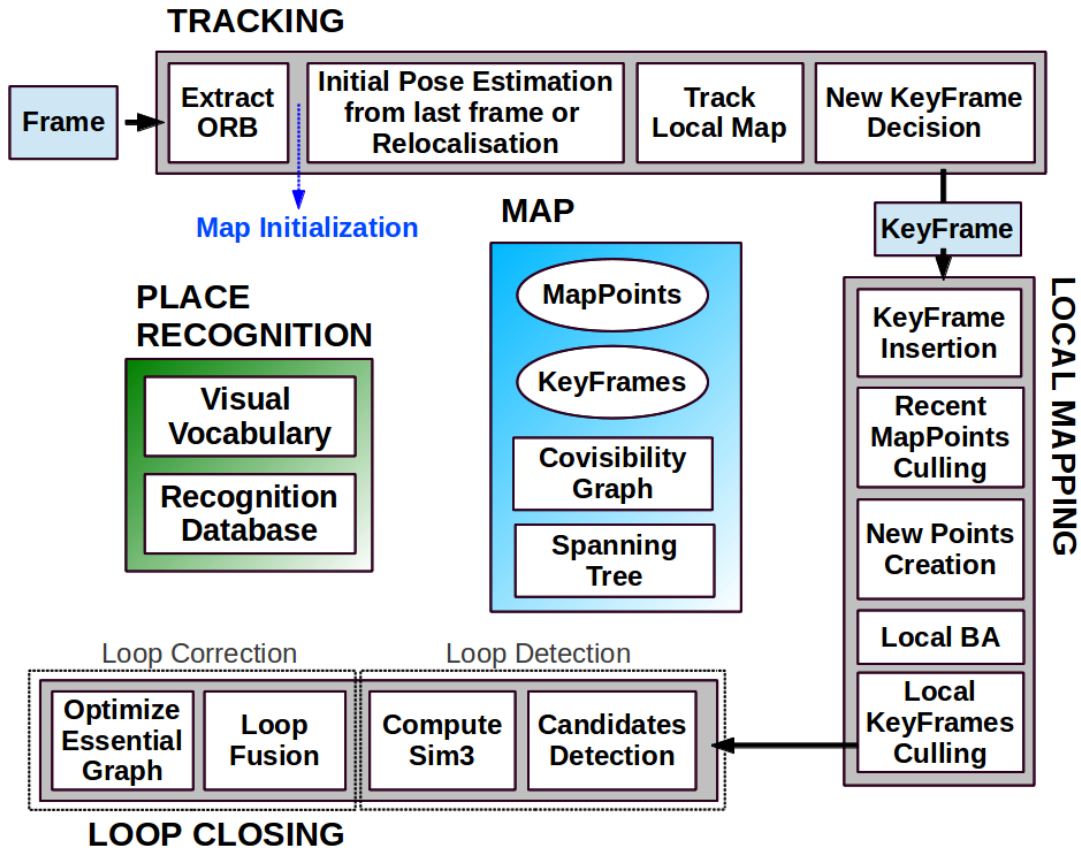 TRACKING
Frame
Extract
ORB
Initial Pose Estimation
from last frame or
Relocalisation
Track
Local Map
New KeyFrame
Decision
Map Initialization
MAP
KeyFrame
MapPoints
KeyFrames
Covisibility
Graph
Spanning
Tree
PLACE
RECOGNITION
Visual
Vocabulary
Recognition
Database
LOCAL MAPPING
KeyFrame
Insertion
Recent
MapPoints
Culling
New Points
Creation
Local BA
Local
KeyFrames
Culling
Loop Correction
Loop Detection
Optimize
Essential
Graph
Loop
Fusion
Compute
Sim3
Candidates
Detection
LOOP CLOSING